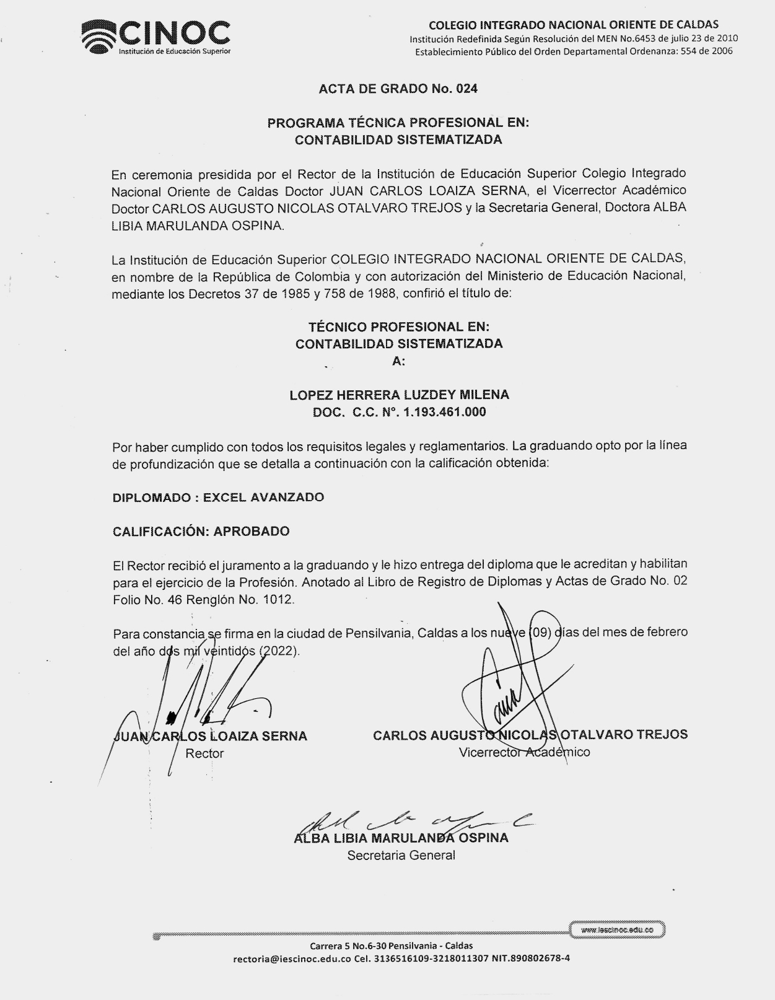 CINOC
Institución de Educación Superior
COLEGIO INTEGRADO NACIONAL ORIENTE DE CALDAS
Institución Redefinida Según Resolución del MEN No.6453 de julio 23 de 2010
Establecimiento Público del Orden Departamental Ordenanza: 554 de 2006
ACTA DE GRADO No. 024
PROGRAMA TÉCNICA PROFESIONAL EN:
CONTABILIDAD SISTEMATIZADA
En ceremonia presidida por el Rector de la Institución de Educación Superior Colegio Integrado
Nacional Oriente de Caldas Doctor JUAN CARLOS LOAIZA SERNA, el Vicerrector Académico
Doctor CARLOS AUGUSTO NICOLAS OTALVARO TREJOS y la Secretaria General, Doctora ALBA
LIBIA MARULANDA OSPINA.
La Institución de Educación Superior COLEGIO INTEGRADO NACIONAL ORIENTE DE CALDAS,
en nombre de la República de Colombia y con autorización del Ministerio de Educación Nacional,
mediante los Decretos 37 de 1985 y 758 de 1988, confirió el título de:
TÉCNICO PROFESIONAL EN:
CONTABILIDAD SISTEMATIZADA
A:
LOPEZ HERRERA LUZDEY MILENA
DOC. C.C. Nº. 1.193.461.000
Por haber cumplido con todos los requisitos legales y reglamentarios. La graduando opto por la línea
de profundización que se detalla a continuación con la calificación obtenida:
DIPLOMADO : EXCEL AVANZADO
CALIFICACIÓN: APROBADO
El Rector recibió el juramento a la graduando y le hizo entrega del diploma que le acreditan y habilitan
para el ejercicio de la Profesión. Anotado al Libro de Registro de Diplomas y Actas de Grado No. 02
Folio No. 46 Renglón No. 1012.
Para constancia se firma en la ciudad de Pensilvania, Caldas a los nueve (09) días del mes de febrero
del año dos mil veintidós (2022).
JUAN CARLOS LOAIZA SERNA
Rector
CARLOS AUGUSTO NICOLAS OTALVARO TREJOS
Vicerrector Académico
ALBA LIBIA MARULANDA OSPINA
Secretaria General
www.iescinoc.edu.co
Carrera 5 No.6-30 Pensilvania - Caldas
rectoria@iescinoc.edu.co Cel. 3136516109-3218011307 NIT.890802678-4